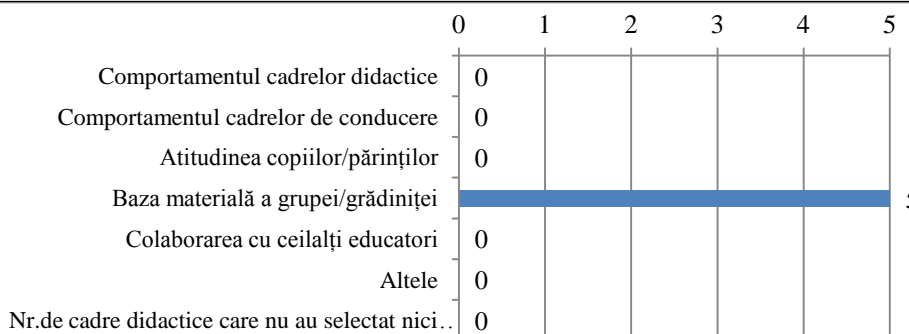 0 1 2 3 4 5
Comportamentul cadrelor didactice 0
Comportamentul cadrelor de conducere 0
Atitudinea copiilor/părinților 0
Baza materială a grupei/grădiniței
Colaborarea cu ceilalți educatori 0
Altele 0
Nr.de cadre didactice care nu au selectat nici.. 0